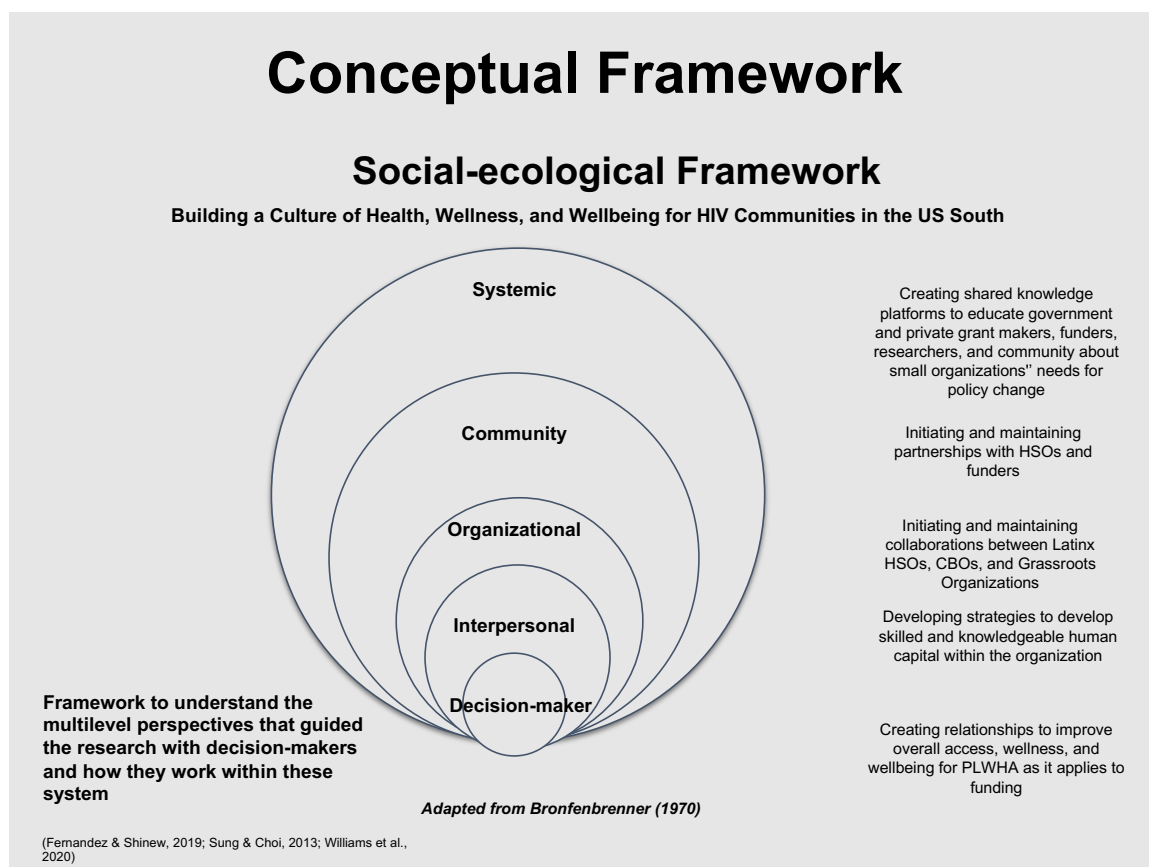 Conceptual Framework
Social-ecological Framework
Building a Culture of Health, Wellness, and Wellbeing for HIV Communities in the US South
Systemic
Community
Organizational
Interpersonal
Decision-maker
Creating shared knowledge
platforms to educate government
and private grant makers, funders,
researchers, and community about
small organizations'’ needs for
policy change
Initiating and maintaining
partnerships with HSOs and
funders
Initiating and maintaining
collaborations between Latinx
HSOs, CBOs, and Grassroots
Organizations
Developing strategies to develop
skilled and knowledgeable human
capital within the organization
Creating relationships to improve
overall access, wellness, and
wellbeing for PLWHA as it applies to
funding
Framework to understand the
multilevel perspectives that guided
the research with decision-makers
and how they work within these
system
Adapted from Bronfenbrenner (1970)
(Fernandez & Shinew, 2019; Sung & Choi, 2013; Williams et al.,
2020)